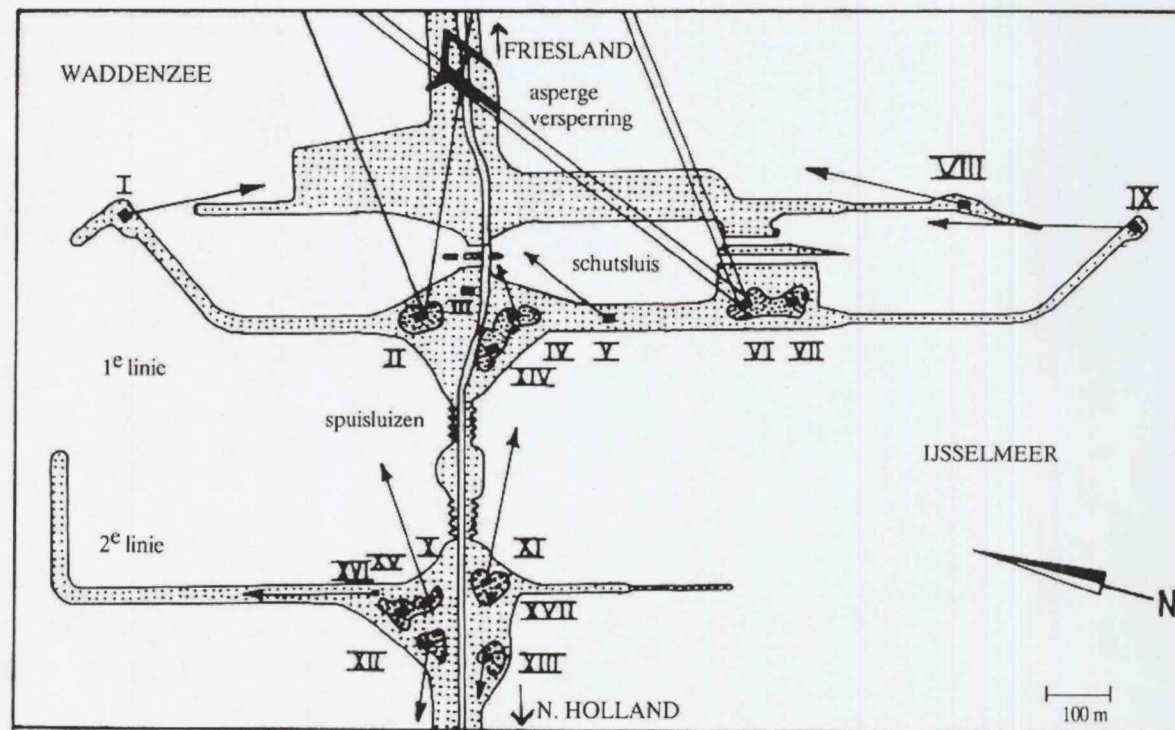 FRIESLAND
WADDENZEE
asperge
versperring
I
VIII
IX
schutsluis
III
II
IV V
VI VII
XIV
1e linie
spuisluizen
IJSSELMEER
2e linie
XVI XV X XI
XVII
N
XII
XIII
N. HOLLAND
100 m